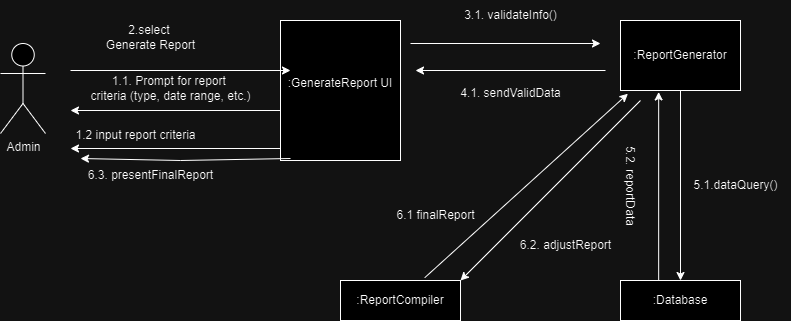 2.select
Generate Report
3.1. validateInfo()
:GenerateReport UI
:ReportGenerator
1.1. Prompt for report
criteria (type, date range, etc.)
4.1. sendValidData
1.2 input report criteria
Admin
6.3. presentFinalReport
5.2. reportData
5.1.dataQuery()
6.1 finalReport
6.2. adjustReport
:ReportCompiler
:Database